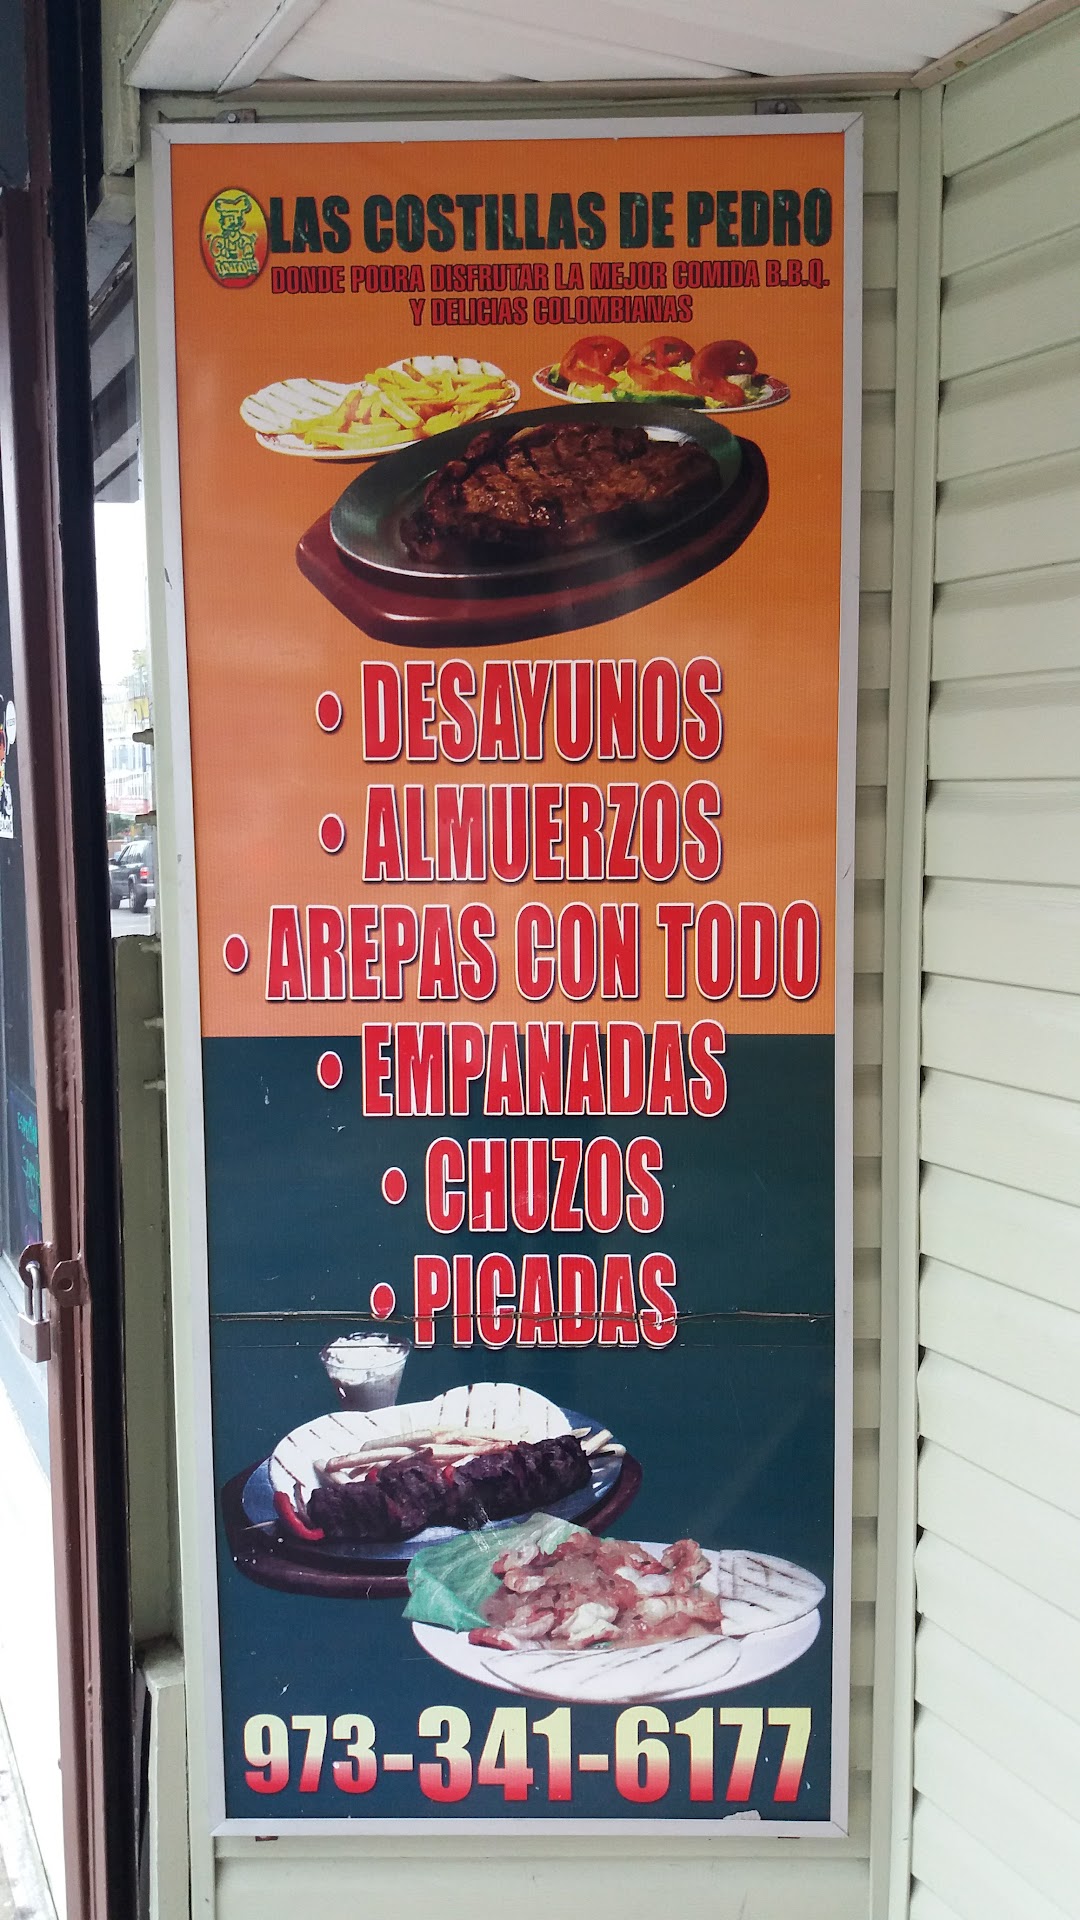 LAS COSTILLAS DE PEDRO
DONDE PODRA DISFRUTAR LA MEJOR COMIDA B.B.Q.
Y DELICIAS COLOMBIANAS
• DESAYUNOS
• ALMUERZOS
• AREPAS CON TODO
• EMPANADAS
• CHUZOS
• PICADAS
973-341-6177